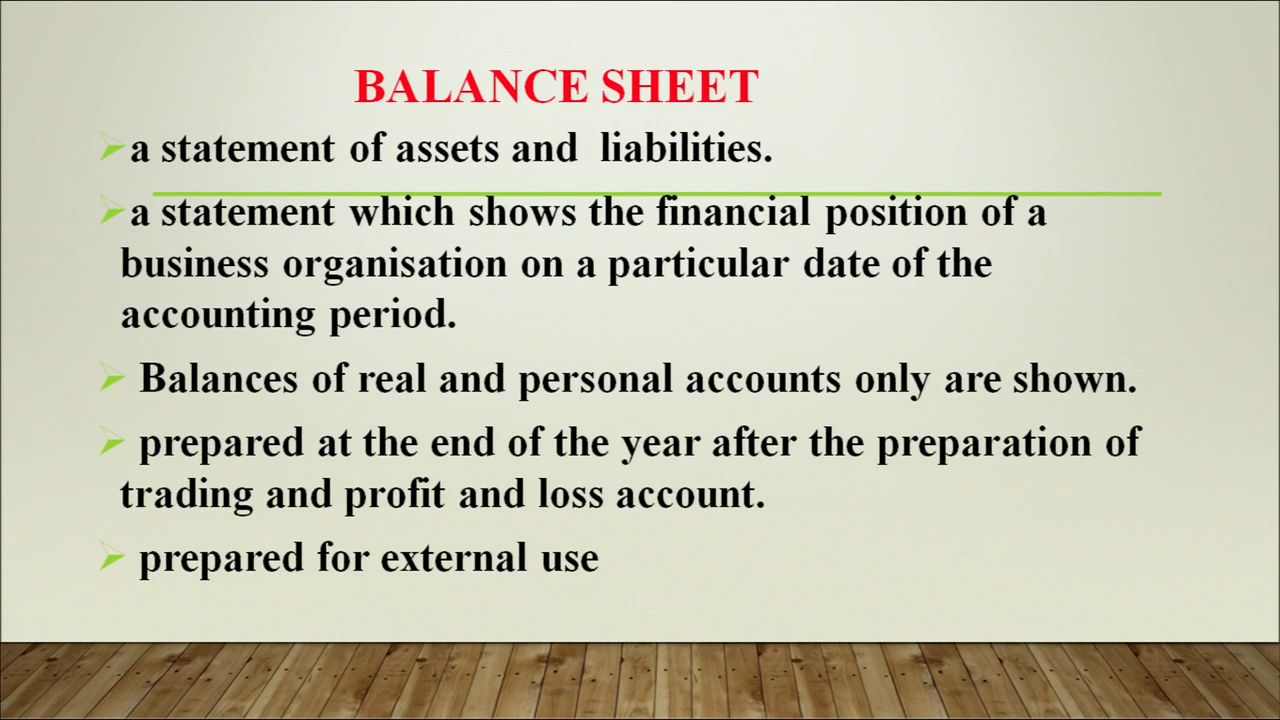 BALANCE SHEET
a statement of assets and liabilities.
a statement which shows the financial position of a
business organisation on a particular date of the
accounting period.
Balances of real and personal accounts only are shown.
prepared at the end of the year after the preparation of
trading and profit and loss account.
prepared for external use